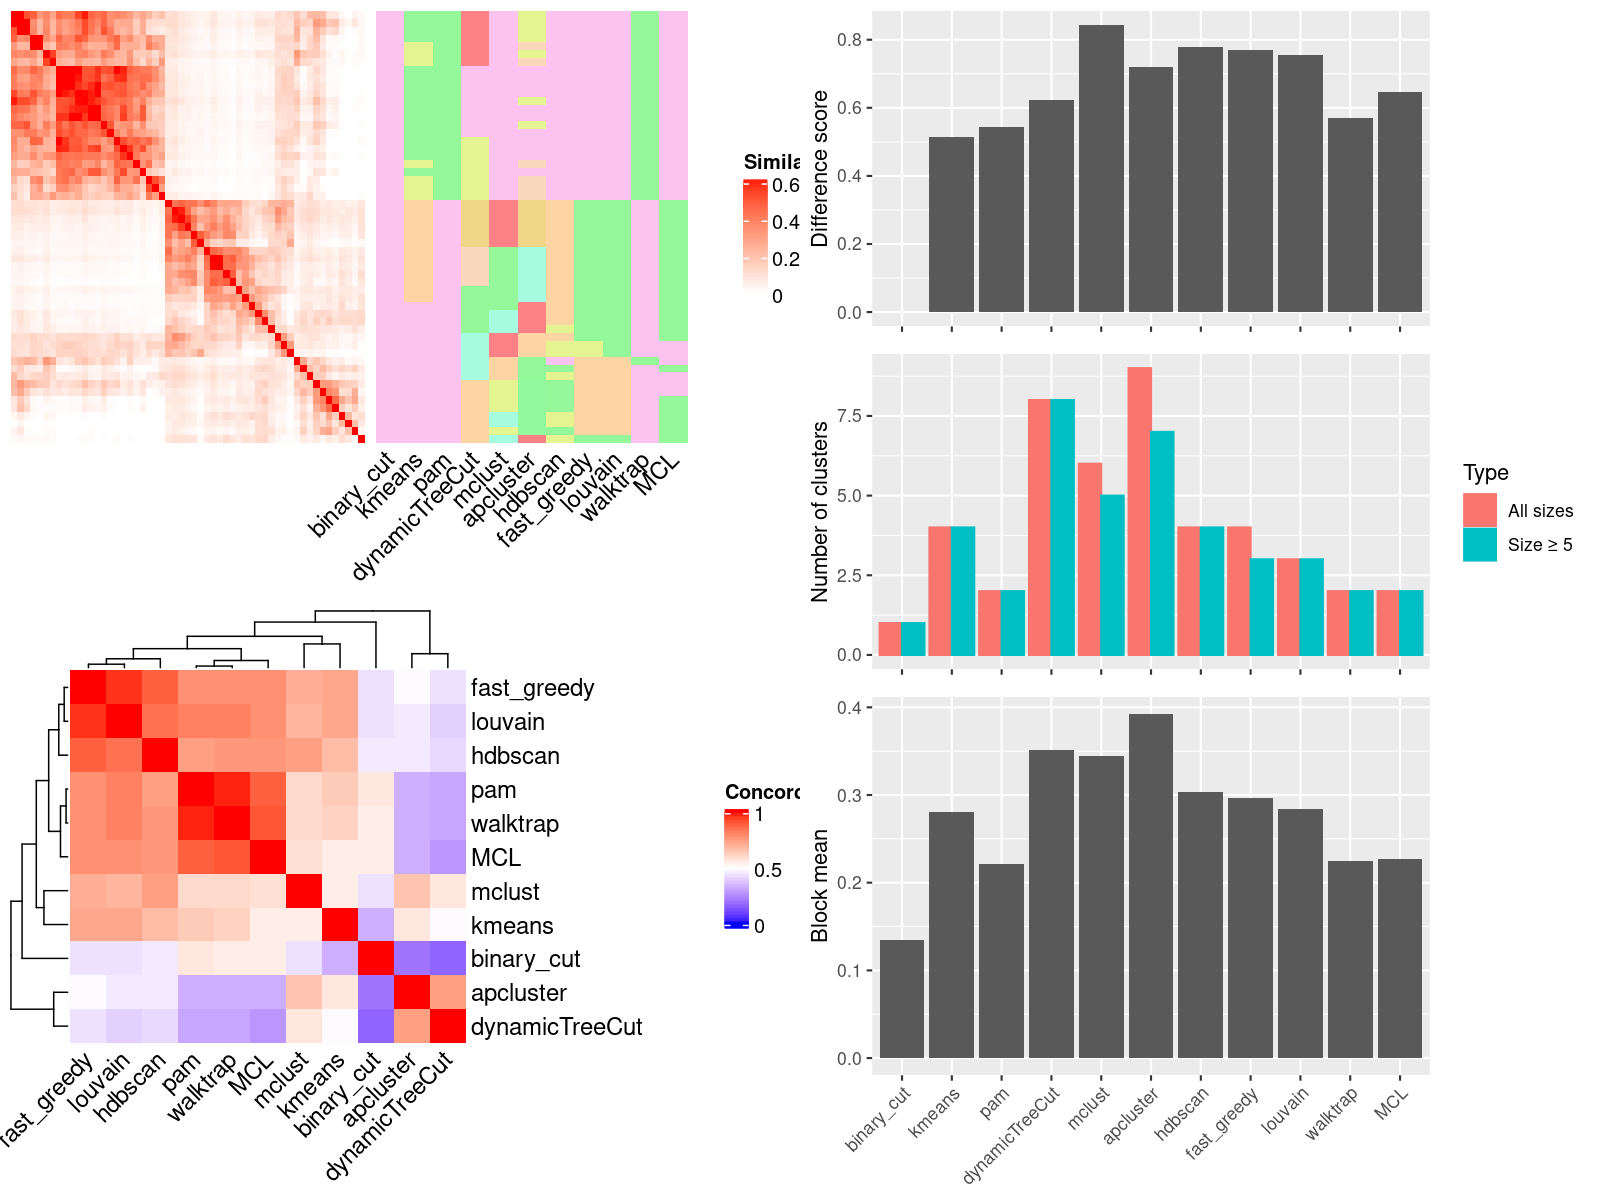 Simila
0.6
0.4
0.2
0
binary_cut
kmeans
pam
dynamicTreeCut
mclust
apcluster
hdbscan
fast_greedy
louvain
walktrap
MCL
fast_greedy
louvain
hdbscan
pam
walktrap
MCL
mclust
kmeans
binary_cut
apcluster
dynamicTreeCut
fast_greedy
louvain
hdbscan
pam
walktrap
MCL
mclust
kmeans
binary_cut
apcluster
dynamicTreeCut
Concord
1
0.5
0
Difference score
0.8
0.6
0.4
0.2
0.0
Number of clusters
7.5
5.0
2.5
0.0
Type
All sizes
Size ≥ 5
Block mean
0.4
0.3
0.2
0.1
0.0
binary_cut
kmeans
pam
dynamicTreeCut
mclust
apcluster
hdbscan
fast_greedy
louvain
walktrap
MCL